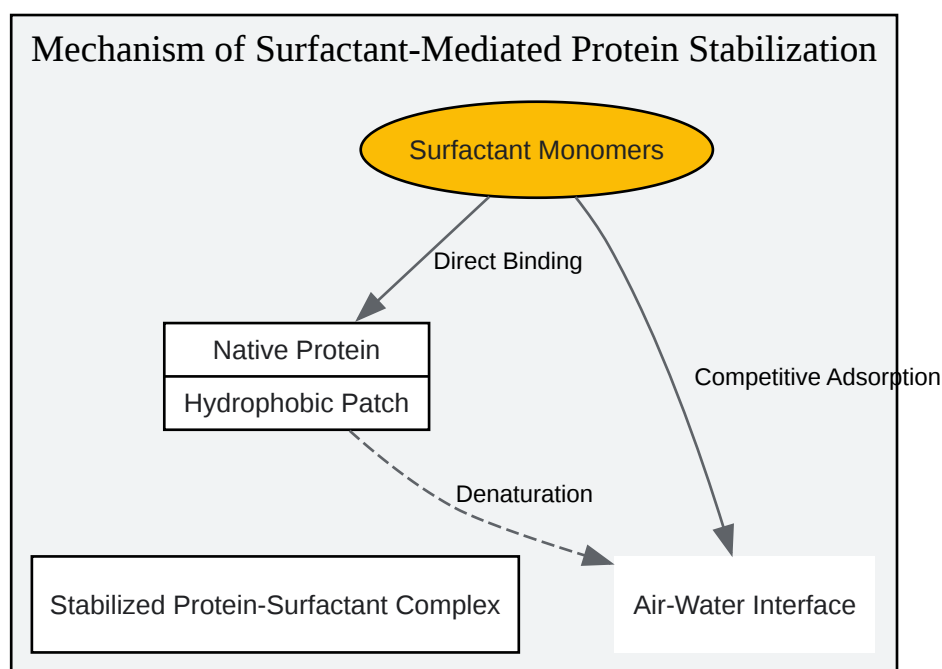 Mechanism of Surfactant-Mediated Protein Stabilization
Surfactant Monomers
Direct Binding
Native Protein
Hydrophobic Patch
Competitive Adsorption
Denaturation
Stabilized Protein-Surfactant Complex
Air-Water Interface